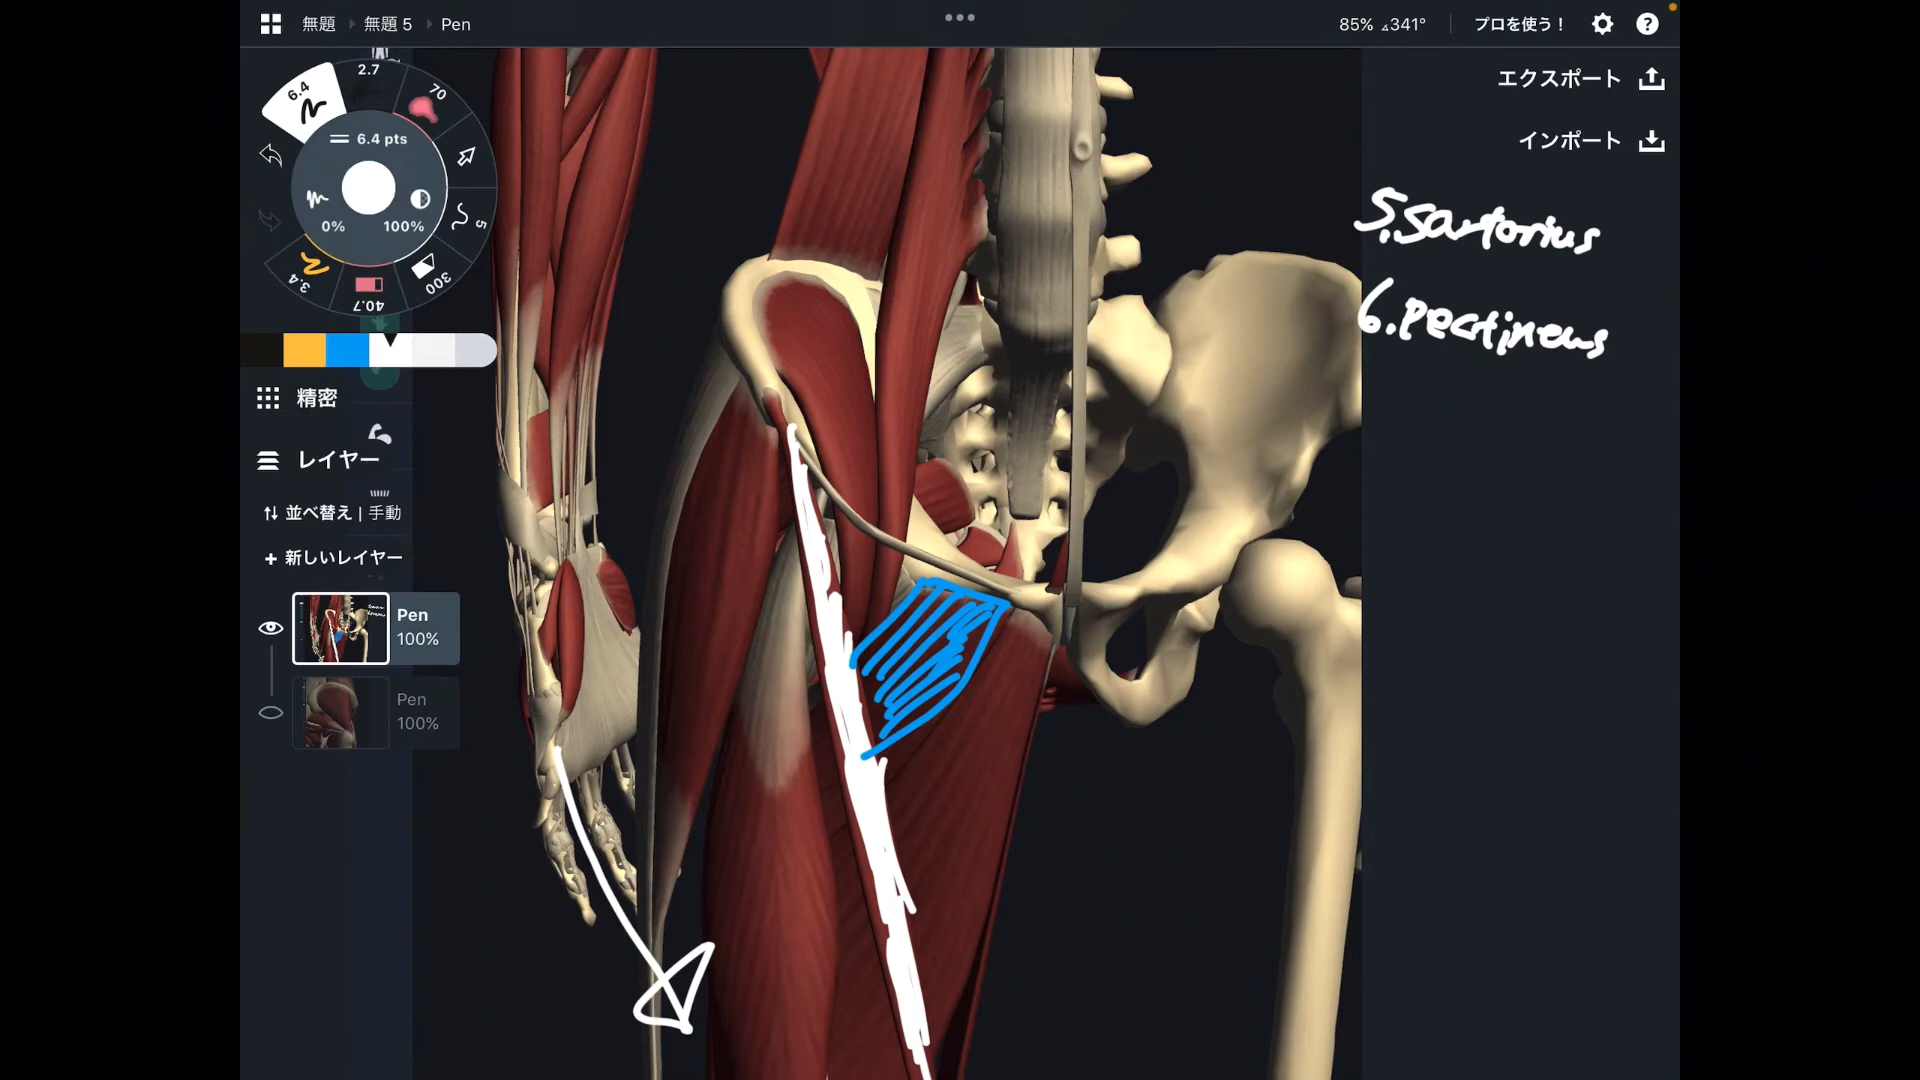 無題 › 無題 5 › Pen
85% ⊿341°
プロを使う！
エクスポート
インポート
2.7
6.4
70
6.4 pts
0%
100%
5
300
40.7
3.4
精密
レイヤー
並べ替え | 手動
+ 新しいレイヤー
Pen
100%
Pen
100%
5.Sartorius
6.pectineus